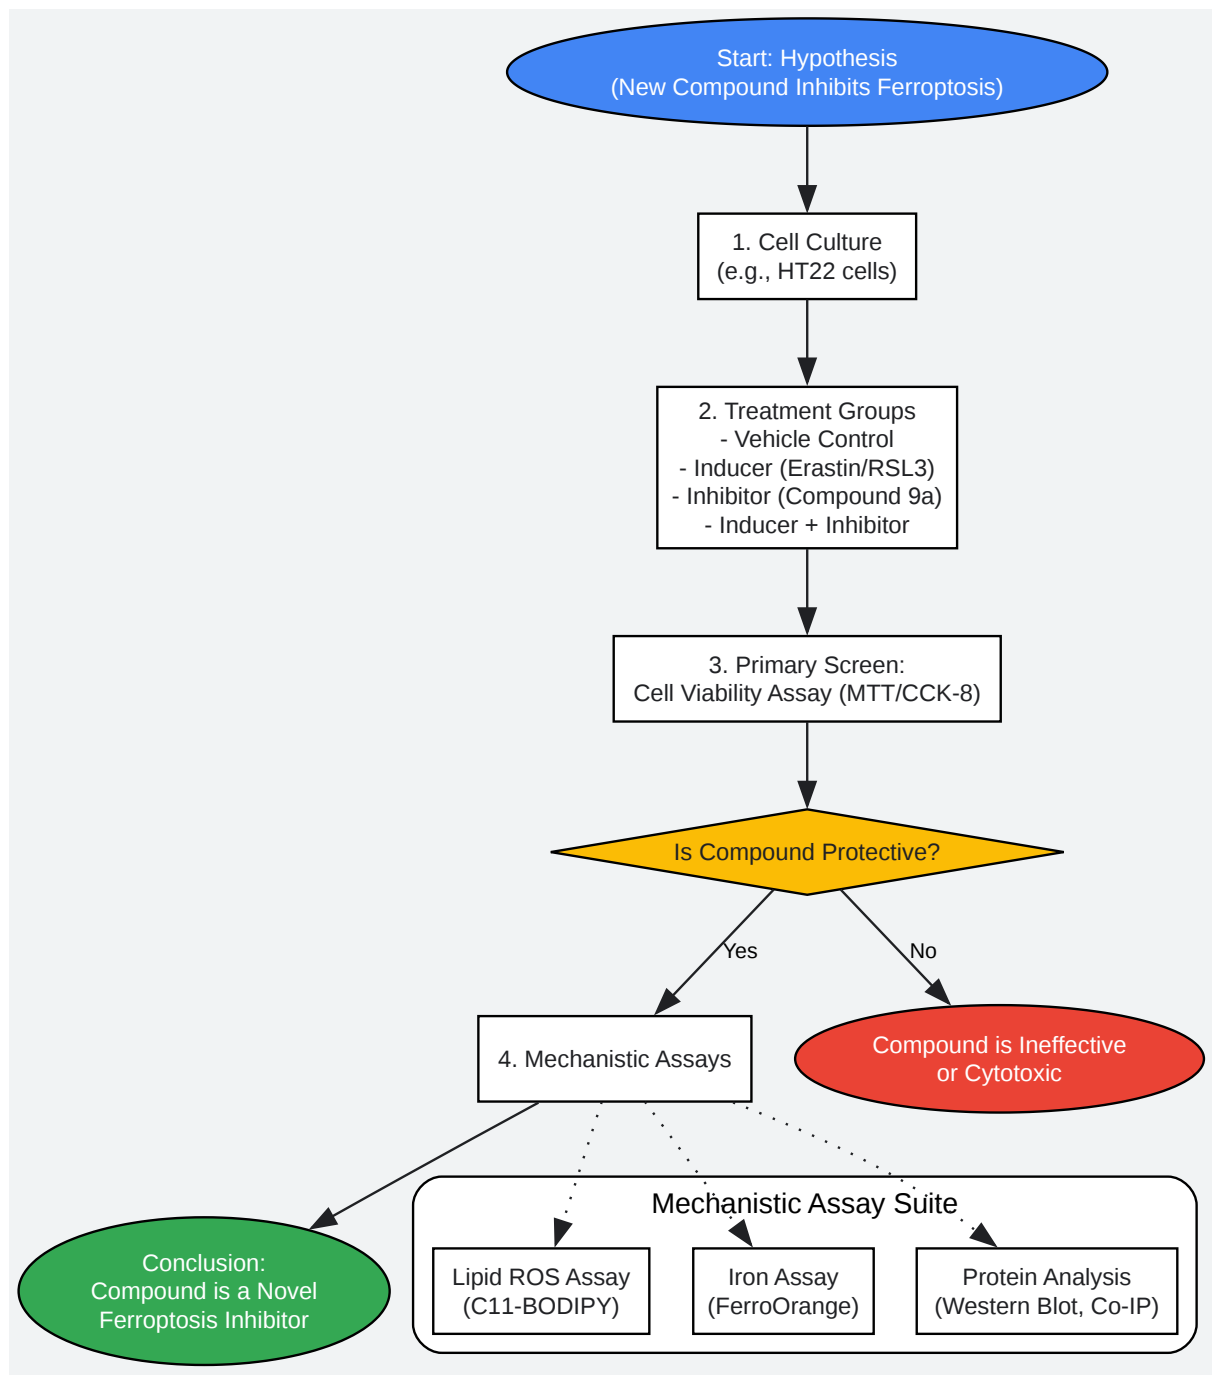 Start: Hypothesis
(New Compound Inhibits Ferroptosis)
1. Cell Culture
(e.g., HT22 cells)
2. Treatment Groups
- Vehicle Control
- Inducer (Erastin/RSL3)
- Inhibitor (Compound 9a)
- Inducer + Inhibitor
3. Primary Screen:
Cell Viability Assay (MTT/CCK-8)
Is Compound Protective?
Yes
No
4. Mechanistic Assays
Compound is Ineffective
or Cytotoxic
Mechanistic Assay Suite
Conclusion:
Compound is a Novel
Ferroptosis Inhibitor
Lipid ROS Assay
(C11-BODIPY)
Iron Assay
(FerroOrange)
Protein Analysis
(Western Blot, Co-IP)